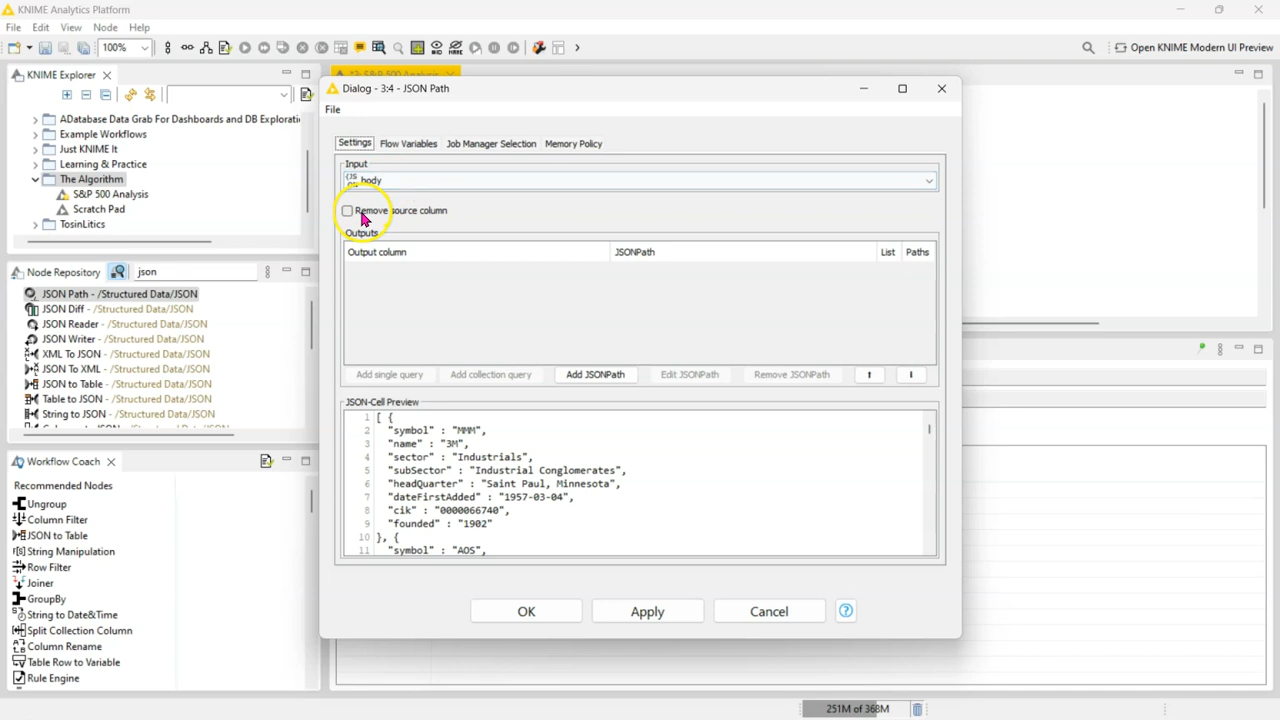 KNIME Analytics Platform
File Edit View Node Help
100%
Open KNIME Modern UI Preview
KNIME Explorer
*3: S&P 500 Analysis
ADatabase Data Grab For Dashboards and DB Exploratio
Example Workflows
Just KNIME It
Learning & Practice
The Algorithm
S&P 500 Analysis
Scratch Pad
TosinLitics
Node Repository
json
JSON Path - /Structured Data/JSON
JSON Diff - /Structured Data/JSON
JSON Reader - /Structured Data/JSON
JSON Writer - /Structured Data/JSON
XML To JSON - /Structured Data/JSON
JSON To XML - /Structured Data/JSON
JSON to Table - /Structured Data/JSON
Table to JSON - /Structured Data/JSON
String to JSON - /Structured Data/JSON
Workflow Coach
Recommended Nodes
Ungroup
Column Filter
JSON to Table
String Manipulation
Row Filter
Joiner
GroupBy
String to Date&Time
Split Collection Column
Column Rename
Table Row to Variable
Rule Engine
Dialog - 3:4 - JSON Path
File
Settings Flow Variables Job Manager Selection Memory Policy
Input
body
Remove source column
Outputs
Output column JSONPath List Paths
Add single query Add collection query Add JSONPath Edit JSONPath Remove JSONPath
JSON-Cell Preview
1 [ {
2 "symbol" : "MMM",
3 "name" : "3M",
4 "sector" : "Industrials",
5 "subSector" : "Industrial Conglomerates",
6 "headQuarter" : "Saint Paul, Minnesota",
7 "dateFirstAdded" : "1957-03-04",
8 "cik" : "0000066740",
9 "founded" : "1902"
10 }, {
11 "symbol" : "AOS",
OK Apply Cancel
251M of 368M